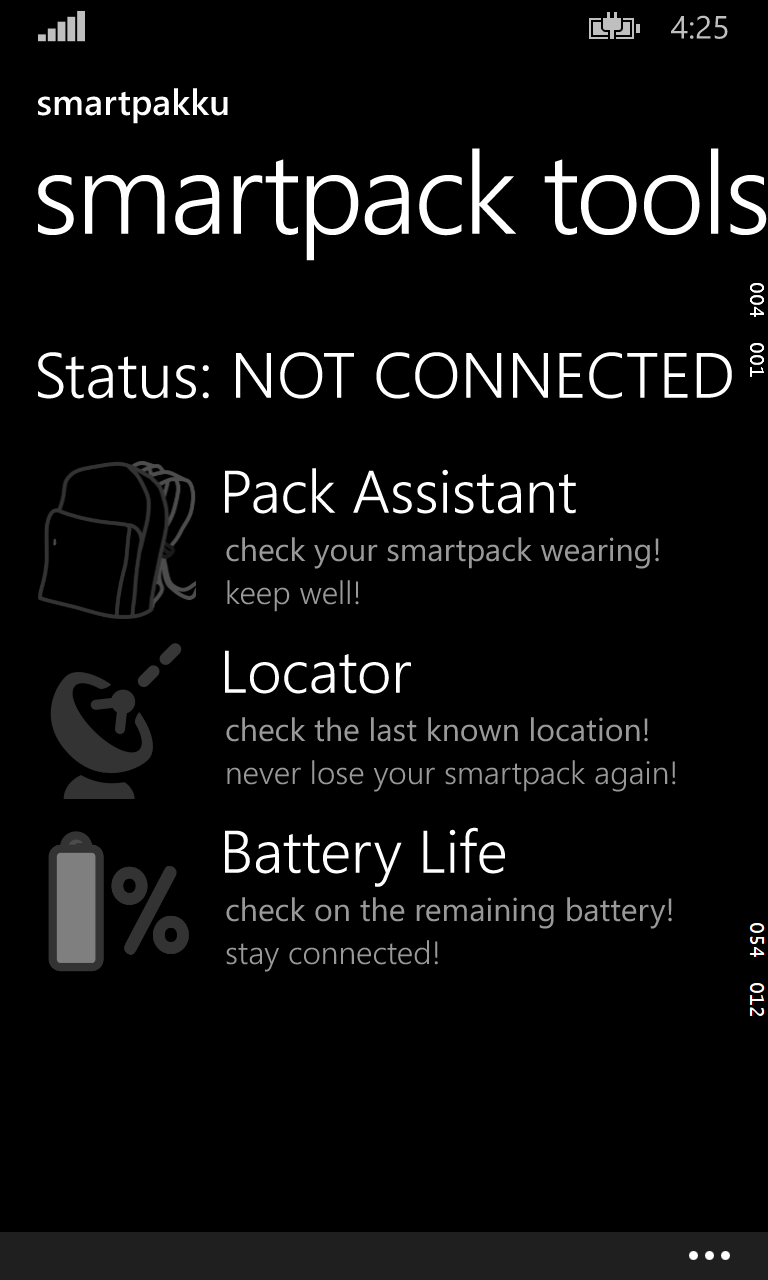 4:25
smartpakku
smartpack tools
004 001
Status: NOT CONNECTED
Pack Assistant
check your smartpack wearing!
keep well!
Locator
check the last known location!
never lose your smartpack again!
%
Battery Life
check on the remaining battery!
stay connected!
054 012